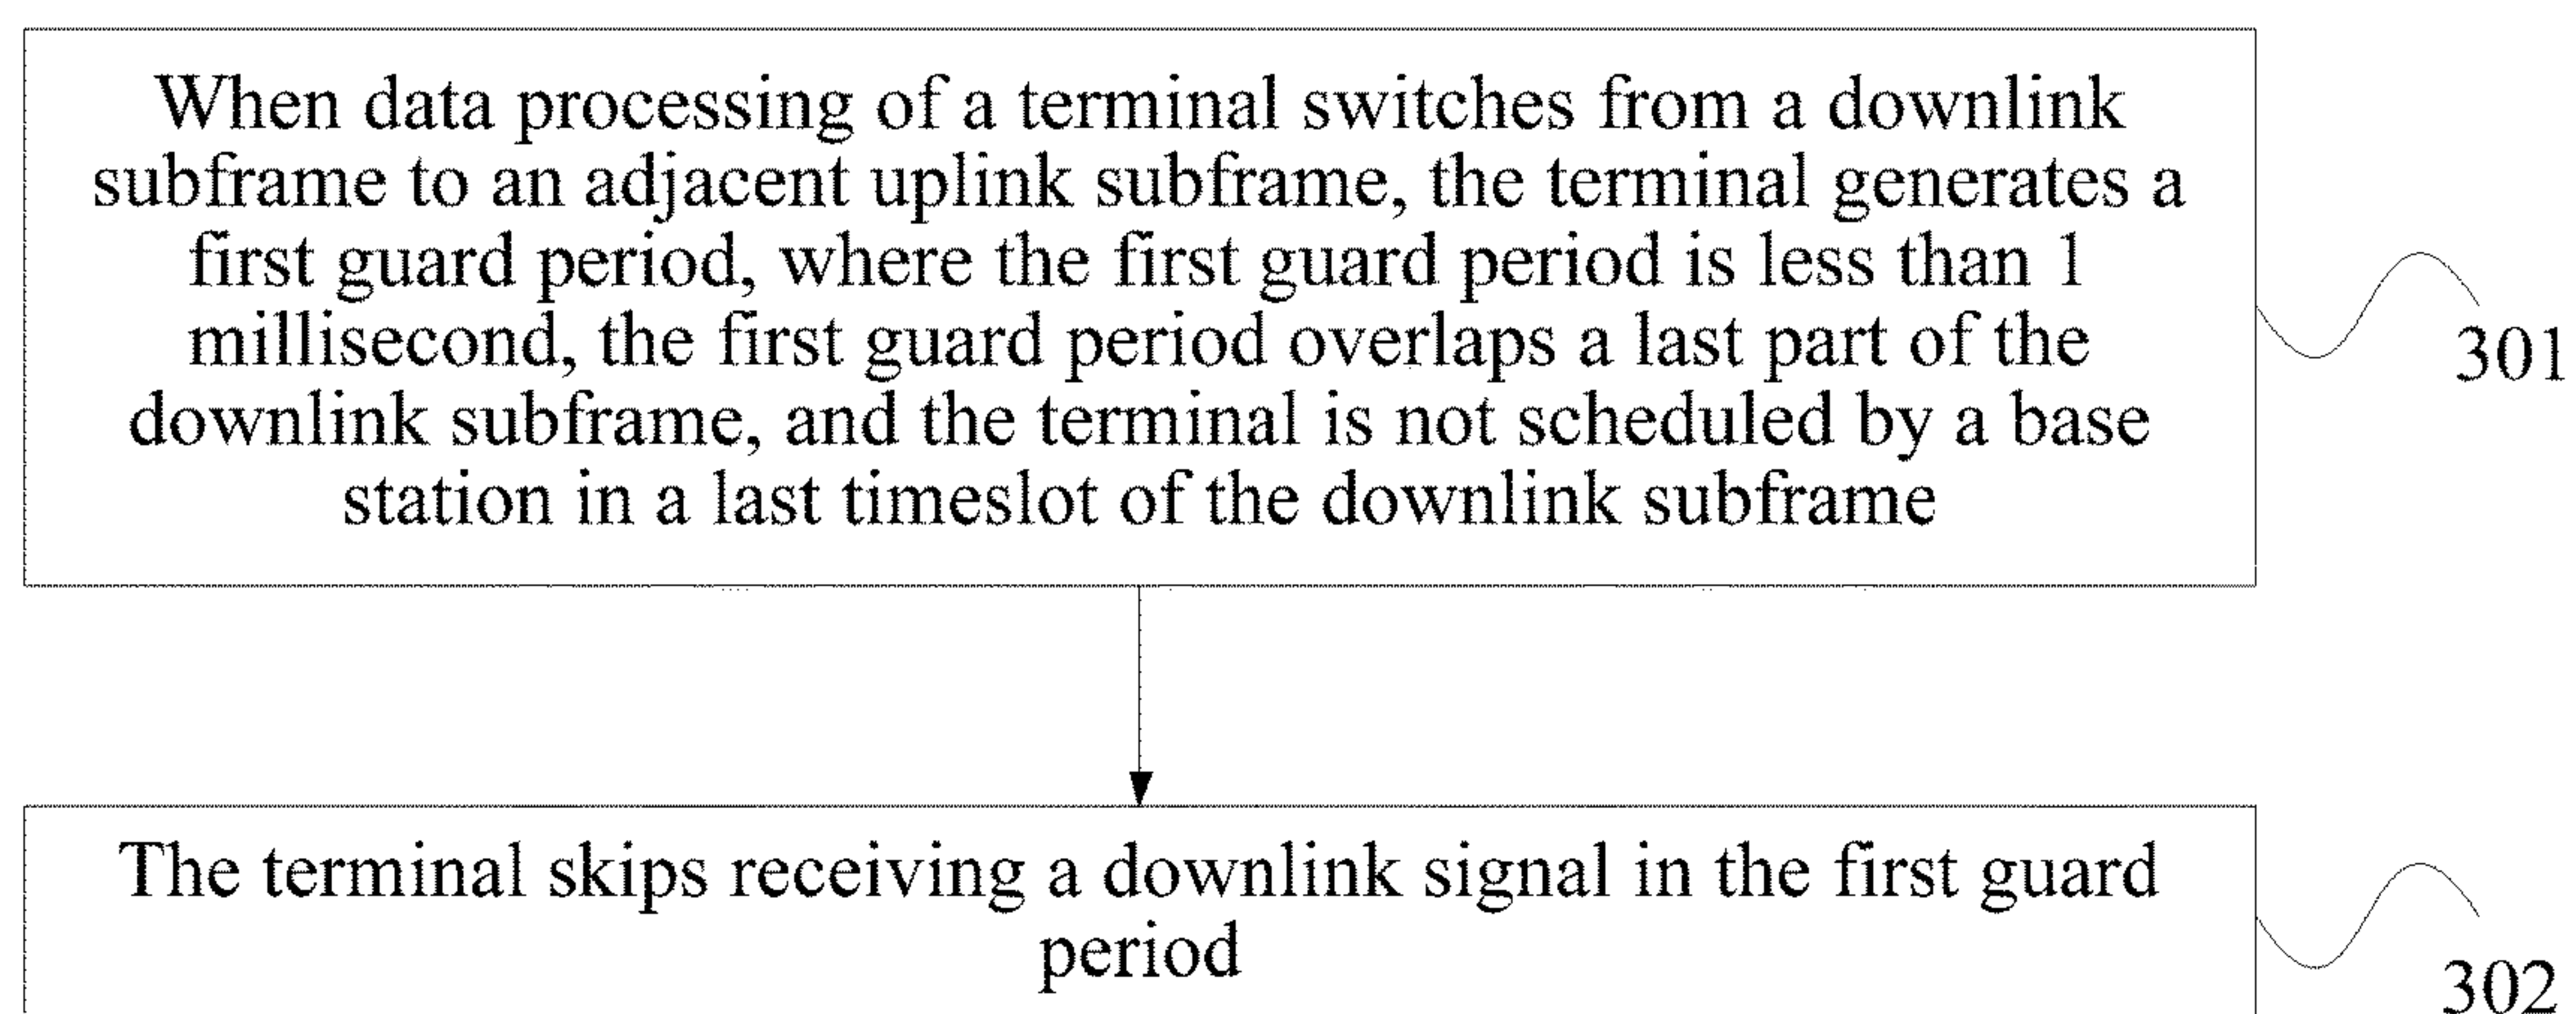 When data processing of a terminal switches from a downlink
subframe to an adjacent uplink subframe, the terminal generates a
first guard period, where the first guard period is less than 1
millisecond, the first guard period overlaps a last part of the
downlink subframe, and the terminal is not scheduled by a base
station in a last timeslot of the downlink subframe
301
The terminal skips receiving a downlink signal in the first guard
period
302